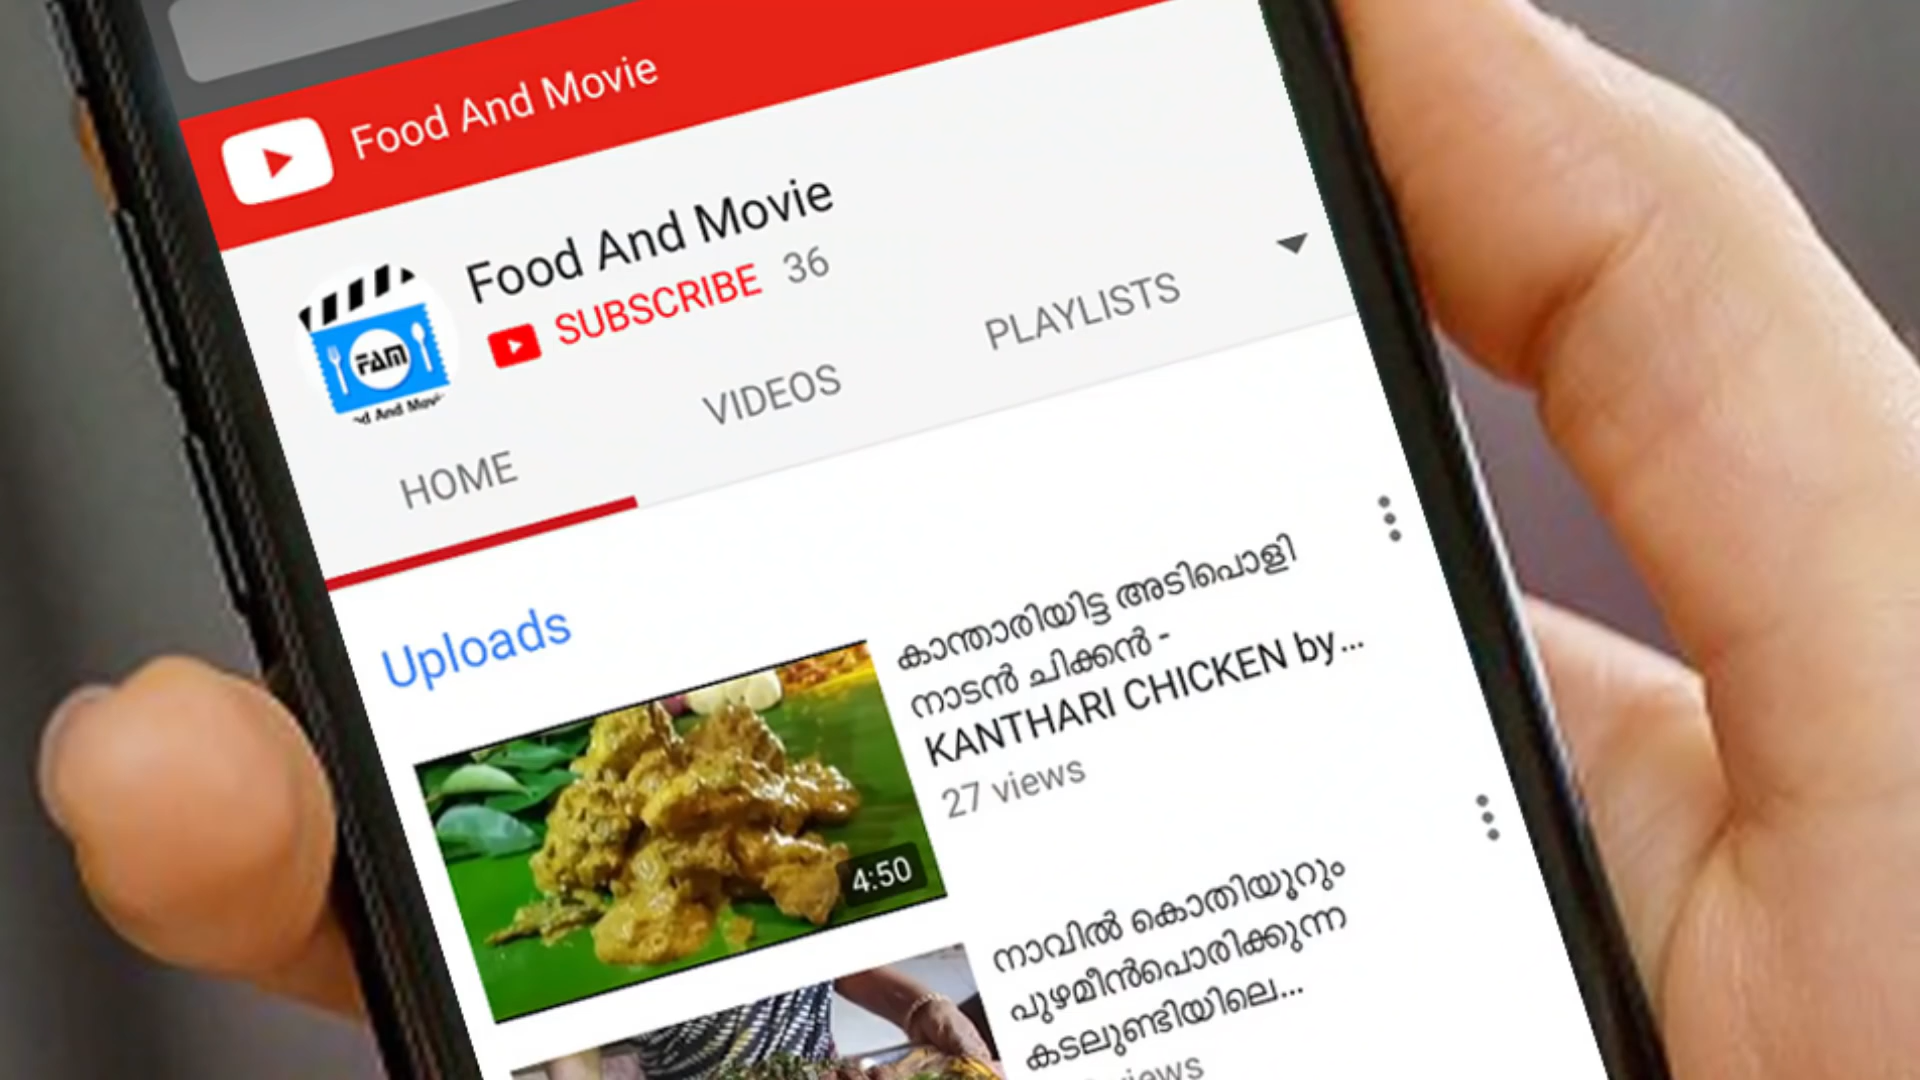 Food And Movie
Food And Movie
SUBSCRIBE 36
FAM
HOME
VIDEOS
PLAYLISTS
Uploads
കാന്താരിയിട്ട അടിപൊളി
നാടൻ ചിക്കൻ -
KANTHARI CHICKEN by...
27 views
4:50
നാവിൽ കൊതിയൂറും
പുഴമീൻപൊരിക്കുന്ന
കടലുണ്ടിയിലെ...
views